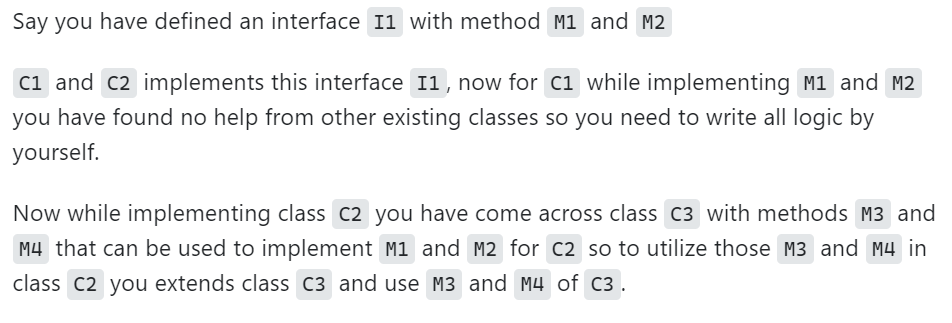 Say you have defined an interface I1 with method M1 and M2
C1 and C2 implements this interface I1, now for C1 while implementing M1 and M2
you have found no help from other existing classes so you need to write all logic by
yourself.
Now while implementing class C2 you have come across class C3 with methods M3 and
M4 that can be used to implement M1 and M2 for C2 so to utilize those M3 and M4 in
class C2 you extends class C3 and use M3 and M4 of C3.